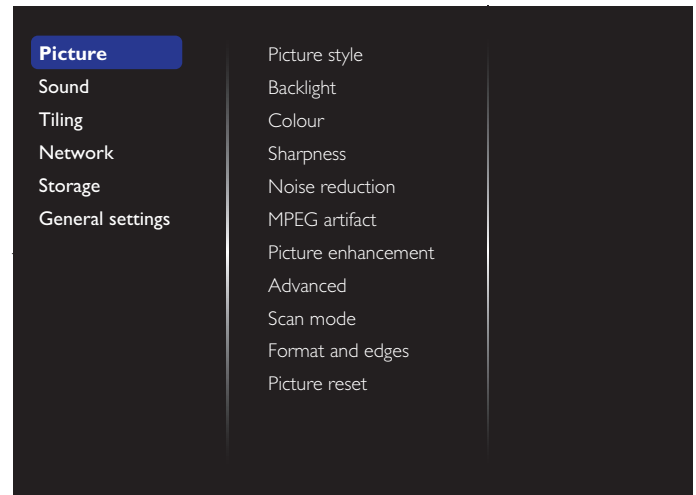 Picture
Sound
Tiling
Network
Storage
General settings
Picture style
Backlight
Colour
Sharpness
Noise reduction
MPEG artifact
Picture enhancement
Advanced
Scan mode
Format and edges
Picture reset